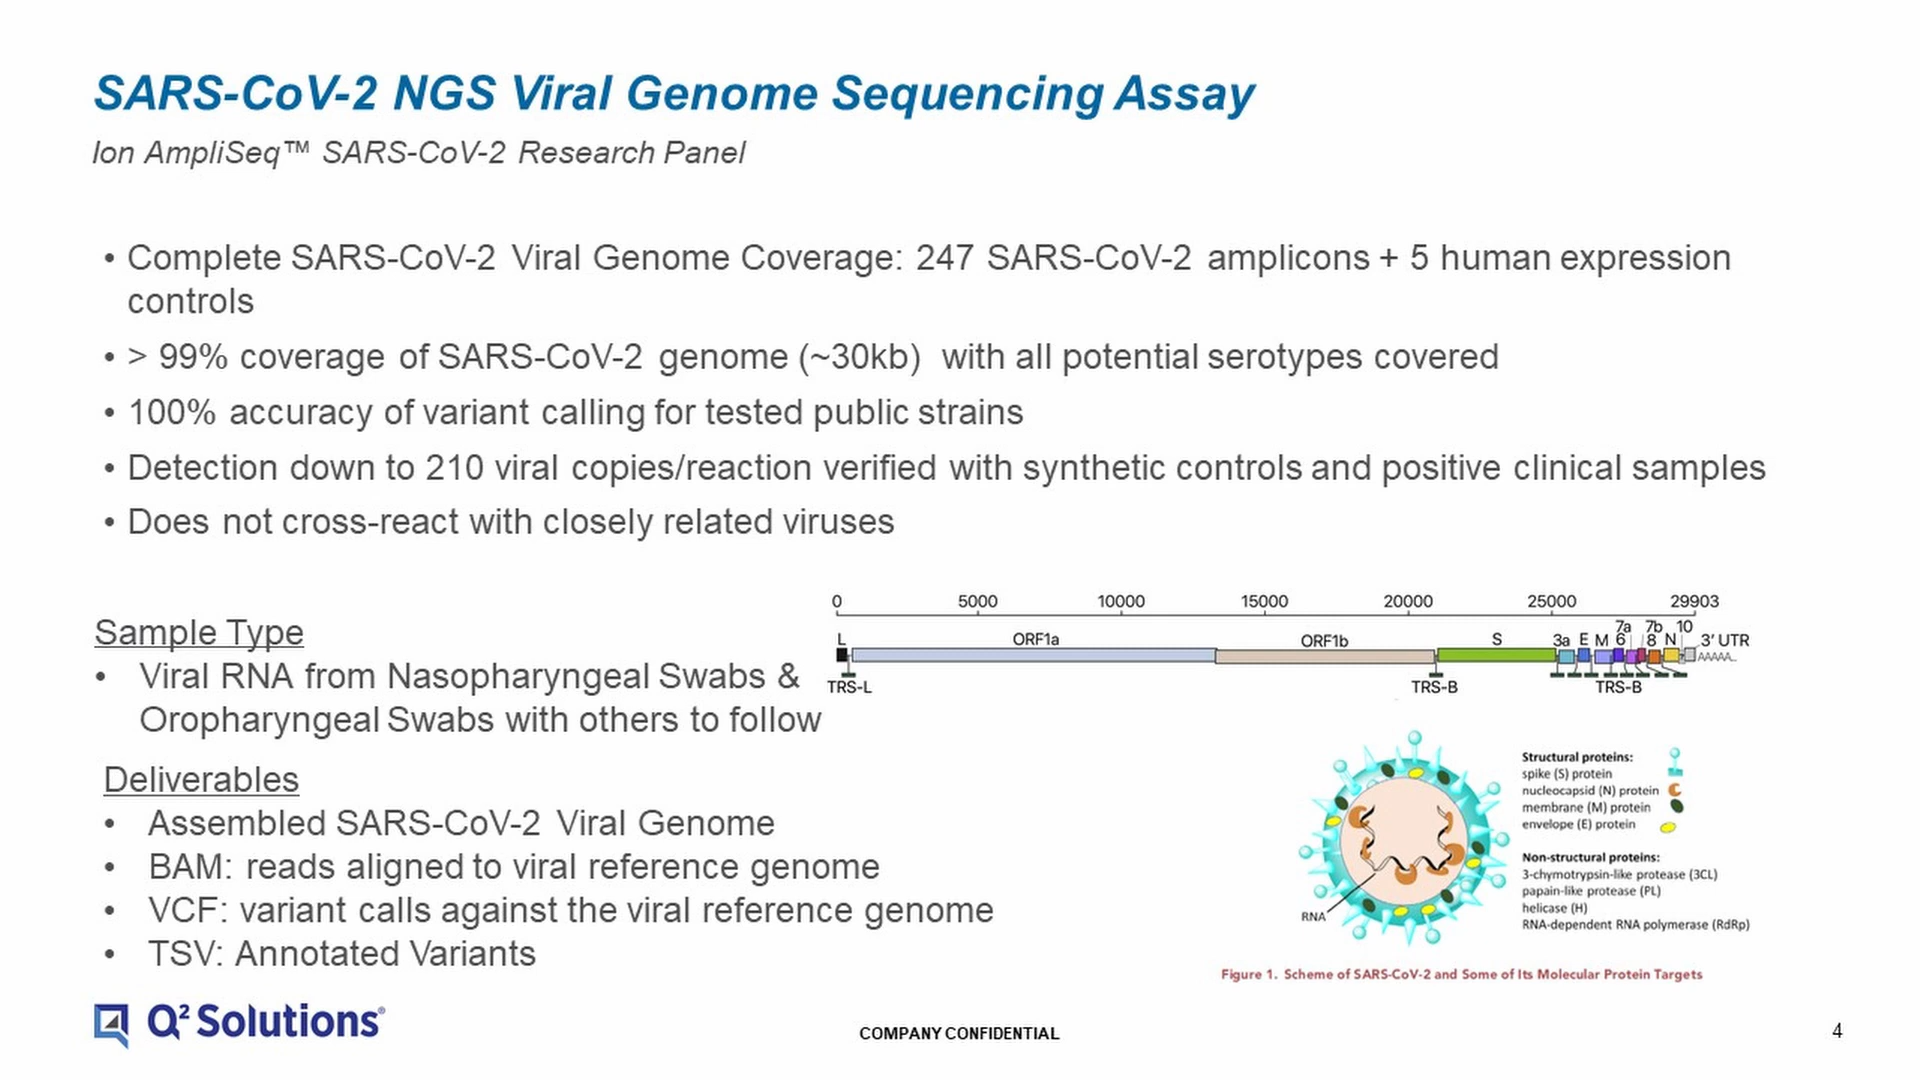 SARS-CoV-2 NGS Viral Genome Sequencing Assay
Ion AmpliSeq™ SARS-CoV-2 Research Panel
• Complete SARS-CoV-2 Viral Genome Coverage: 247 SARS-CoV-2 amplicons + 5 human expression
controls
• > 99% coverage of SARS-CoV-2 genome (~30kb) with all potential serotypes covered
• 100% accuracy of variant calling for tested public strains
• Detection down to 210 viral copies/reaction verified with synthetic controls and positive clinical samples
• Does not cross-react with closely related viruses
Sample Type
• Viral RNA from Nasopharyngeal Swabs &
Oropharyngeal Swabs with others to follow
Deliverables
• Assembled SARS-CoV-2 Viral Genome
• BAM: reads aligned to viral reference genome
• VCF: variant calls against the viral reference genome
• TSV: Annotated Variants
0 5000 10000 15000 20000 25000 29903
7a 7b 10
L ORF1a ORF1b S 3a E M 6 8 N 3' UTR
AAAAA..
TRS-L TRS-B TRS-B
Structural proteins:
spike (S) protein
nucleocapsid (N) protein
membrane (M) protein
envelope (E) protein
Non-structural proteins:
3-chymotrypsin-like protease (3CL)
papain-like protease (PL)
helicase (H)
RNA-dependent RNA polymerase (RdRp)
RNA
Figure 1. Scheme of SARS-CoV-2 and Some of Its Molecular Protein Targets
Q² Solutions®
COMPANY CONFIDENTIAL
4